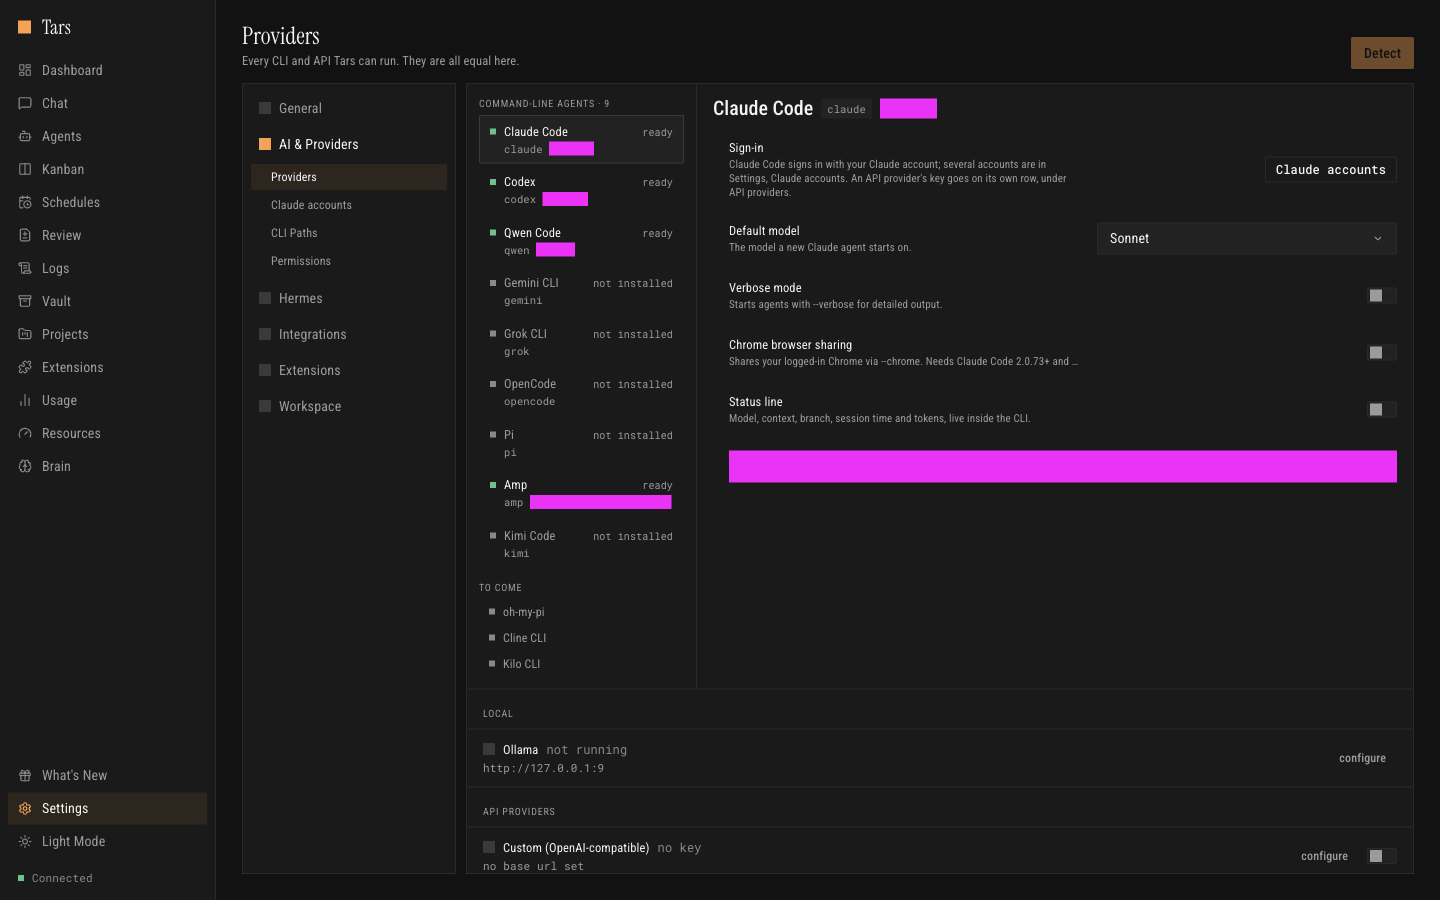 Tars
Dashboard
Chat
Agents
Kanban
Schedules
Review
Logs
Vault
Projects
Extensions
Usage
Resources
Brain
What's New
Settings
Light Mode
Connected
Providers
Every CLI and API Tars can run. They are all equal here.
Detect
General
AI & Providers
Providers
Claude accounts
CLI Paths
Permissions
Hermes
Integrations
Extensions
Workspace
COMMAND-LINE AGENTS · 9
Claude Code ready
claude
Codex ready
codex
Qwen Code ready
qwen
Gemini CLI not installed
gemini
Grok CLI not installed
grok
OpenCode not installed
opencode
Pi not installed
pi
Amp ready
amp
Kimi Code not installed
kimi
TO COME
oh-my-pi
Cline CLI
Kilo CLI
Claude Code claude
Sign-in
Claude Code signs in with your Claude account; several accounts are in
Settings, Claude accounts. An API provider's key goes on its own row, under
API providers.
Claude accounts
Default model
The model a new Claude agent starts on.
Sonnet
Verbose mode
Starts agents with --verbose for detailed output.
Chrome browser sharing
Shares your logged-in Chrome via --chrome. Needs Claude Code 2.0.73+ and …
Status line
Model, context, branch, session time and tokens, live inside the CLI.
LOCAL
Ollama not running
http://127.0.0.1:9
configure
API PROVIDERS
Custom (OpenAI-compatible) no key
no base url set
configure